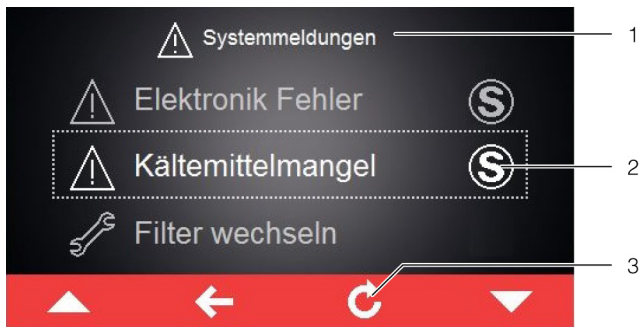 Systemmeldungen
1
Elektronik Fehler
S
Kältemittelmangel
S
2
Filter wechseln
3